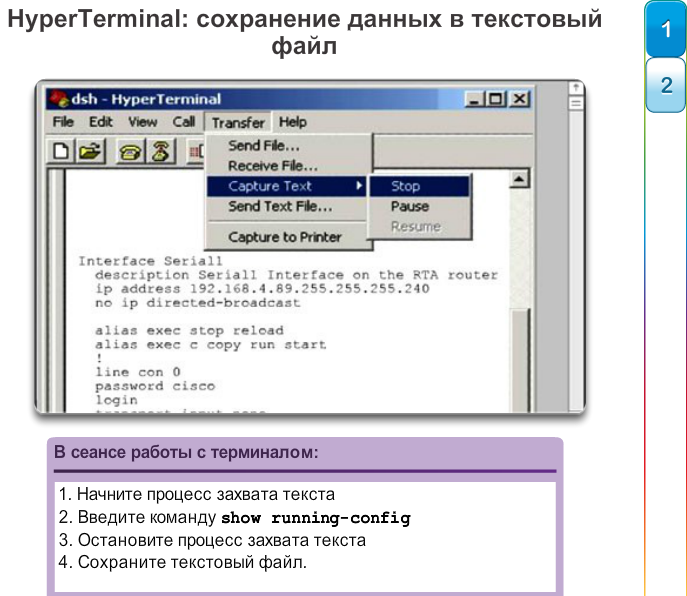 HyperTerminal: сохранение данных в текстовый
файл
1
2
dsh - HyperTerminal
File Edit View Call Transfer Help
Send File...
Receive File...
Capture Text
Send Text File...
Capture to Printer
Stop
Pause
Resume
Interface Serial1
description Serial1 Interface on the RTA router
ip address 192.168.4.89.255.255.255.240
no ip directed-broadcast
alias exec stop reload
alias exec c copy run start
!
line con 0
password cisco
login
В сеансе работы с терминалом:
1. Начните процесс захвата текста
2. Введите команду show running-config
3. Остановите процесс захвата текста
4. Сохраните текстовый файл.